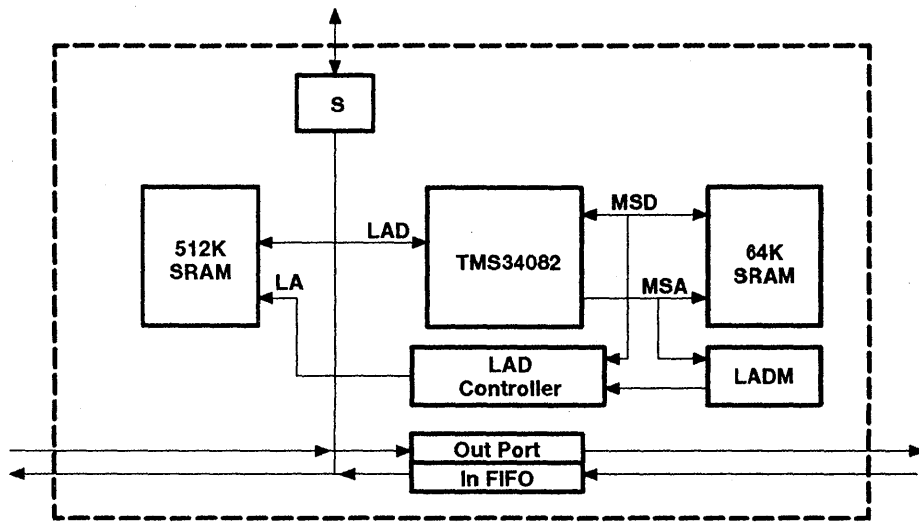 S
LAD
MSD
512K
SRAM
TMS34082
64K
SRAM
LA
MSA
LAD
Controller
LADM
Out Port
In FIFO